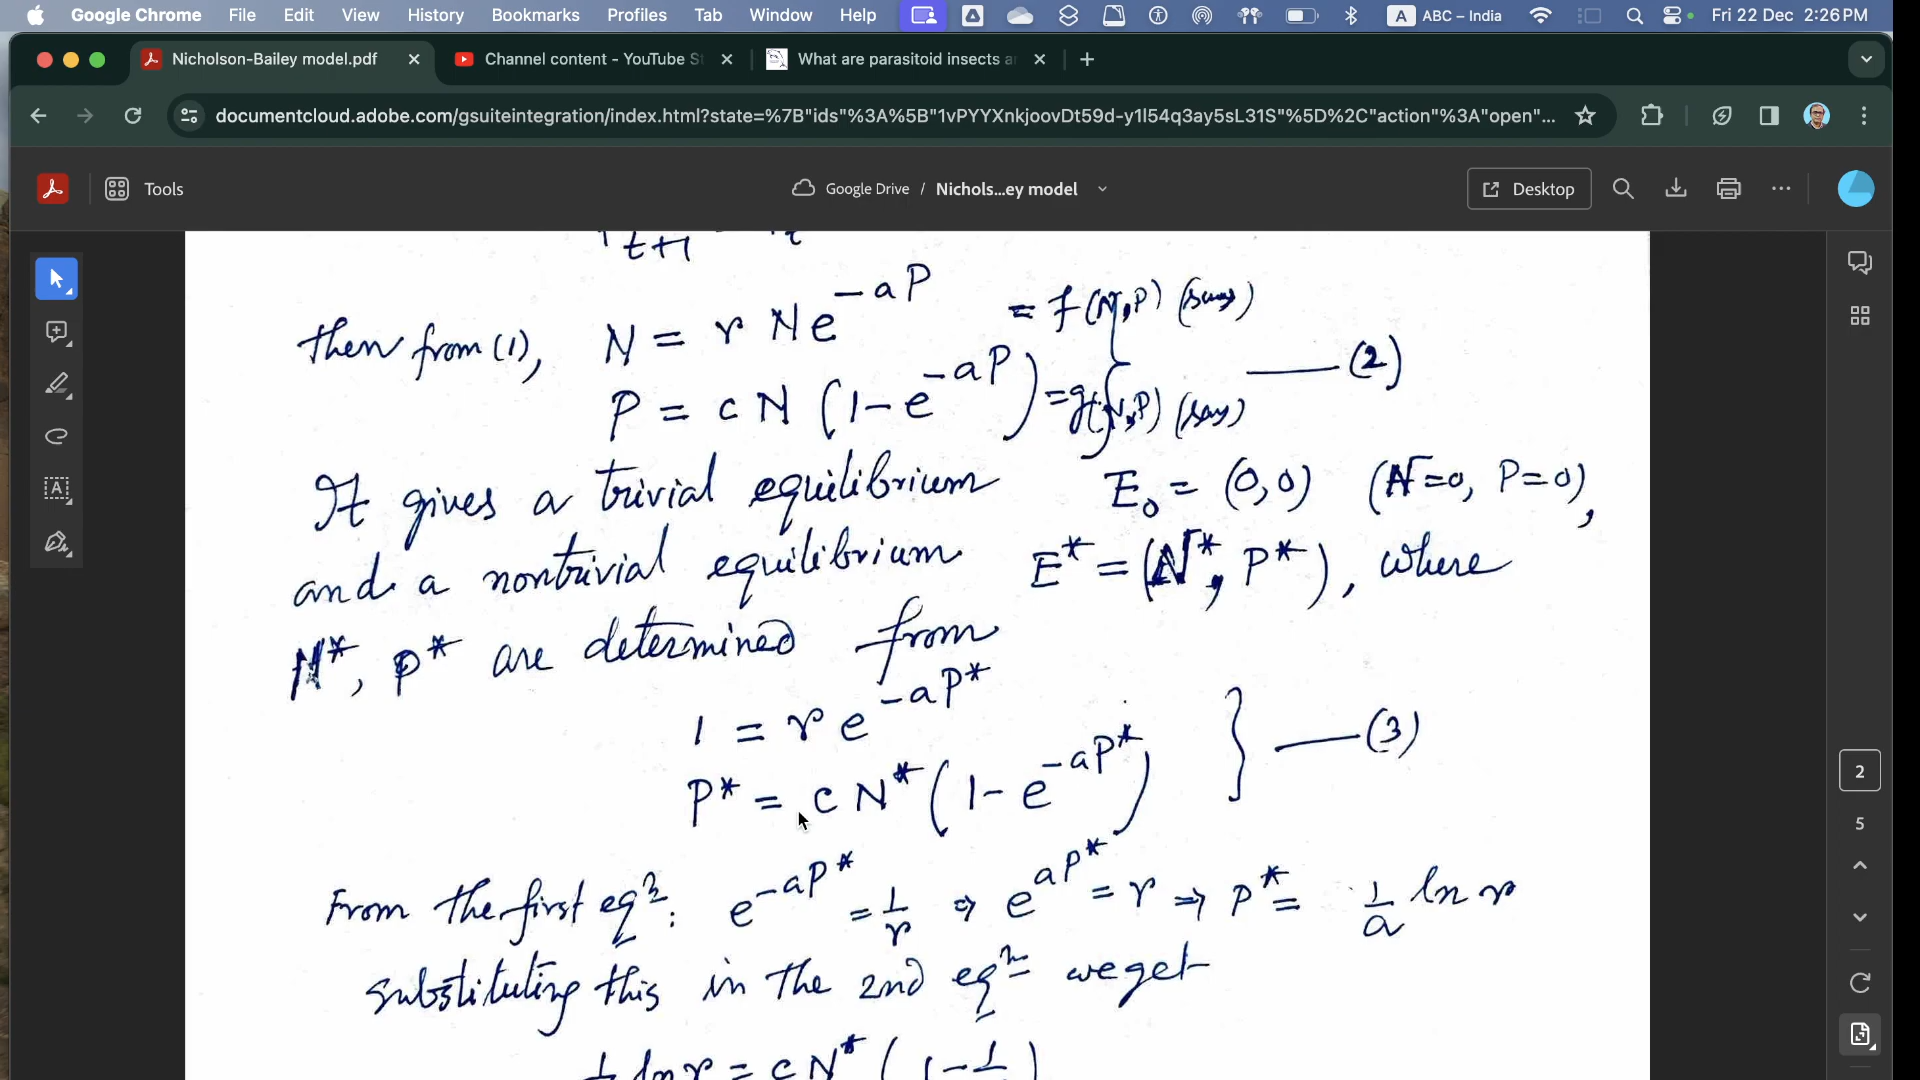 Google Chrome File Edit View History Bookmarks Profiles Tab Window Help A ABC – India Fri 22 Dec 2:26 PM
Nicholson-Bailey model.pdf Channel content - YouTube S What are parasitoid insects a
documentcloud.adobe.com/gsuiteintegration/index.html?state=%7B"ids"%3A%5B"1vPYYXnkjoovDt59d-y1l54q3ay5sL31S"%5D%2C"action"%3A"open"...
Tools Google Drive / Nichols...ey model Desktop
t+1 t
then from (1), N = r N e^{-aP} = f(N,P) (say)
P = c N (1 - e^{-aP}) = g(N,P) (say) — (2)
It gives a trivial equilibrium E₀ = (0,0) (N=0, P=0),
and a nontrivial equilibrium E* = (N*, P*), where
N*, P* are determined from
1 = r e^{-aP*}
P* = c N* (1 - e^{-aP*}) } — (3)
From the first eqⁿ: e^{-aP*} = 1/r ⇒ e^{aP*} = r ⇒ P* = 1/a ln r
substituting this in the 2nd eqⁿ we get
ln r = c N* (1 - 1
2
5